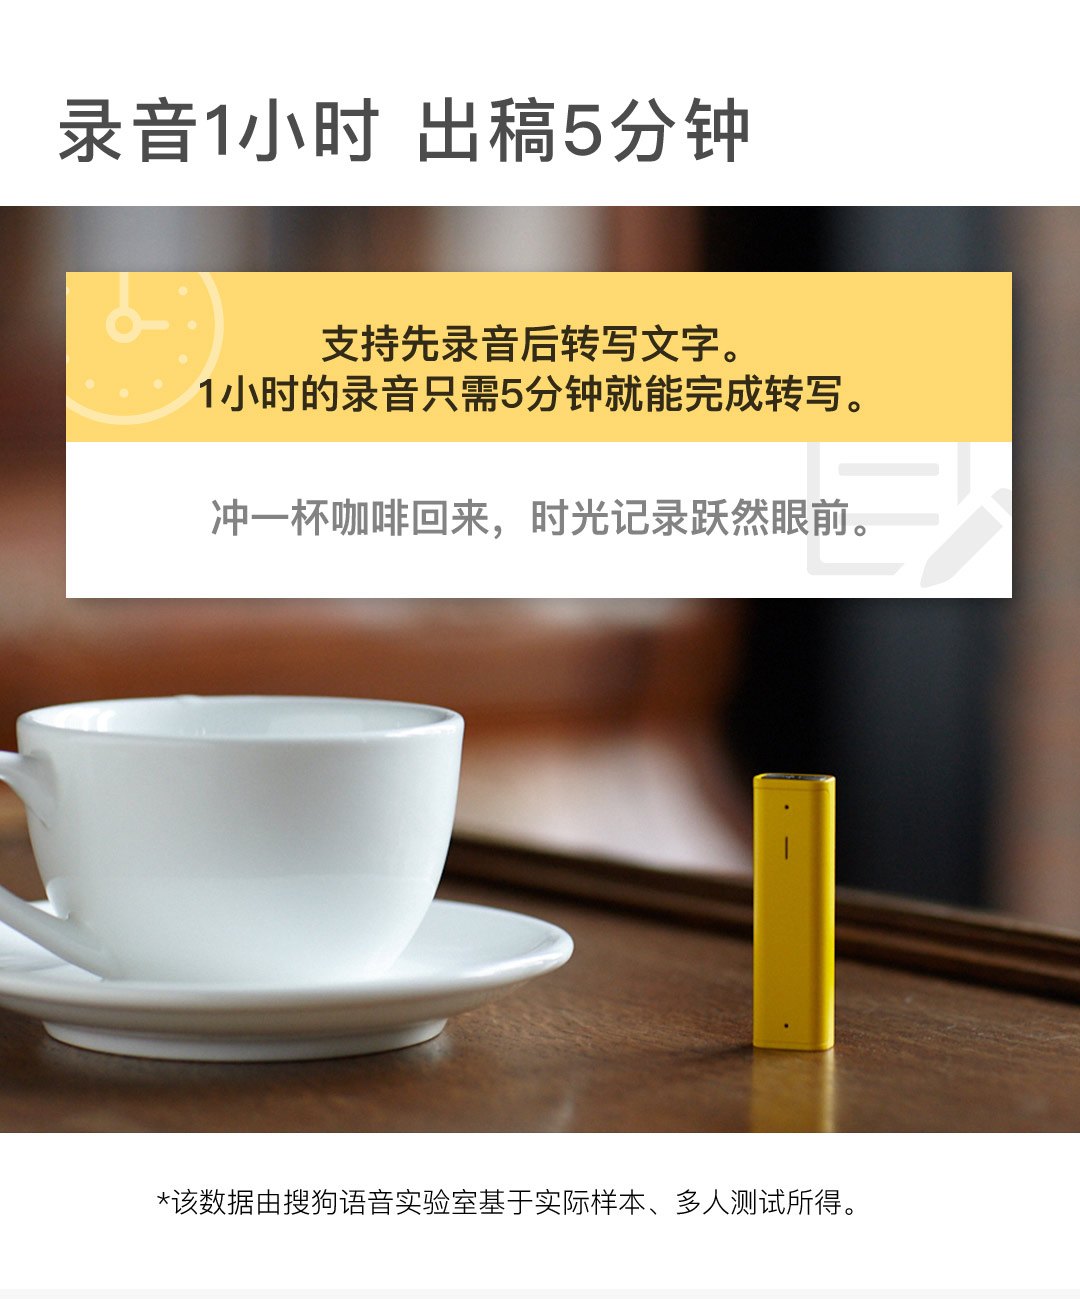 录音1小时 出稿5分钟
支持先录音后转写文字。
1小时的录音只需5分钟就能完成转写。
冲一杯咖啡回来，时光记录跃然眼前。
*该数据由搜狗语音实验室基于实际样本、多人测试所得。